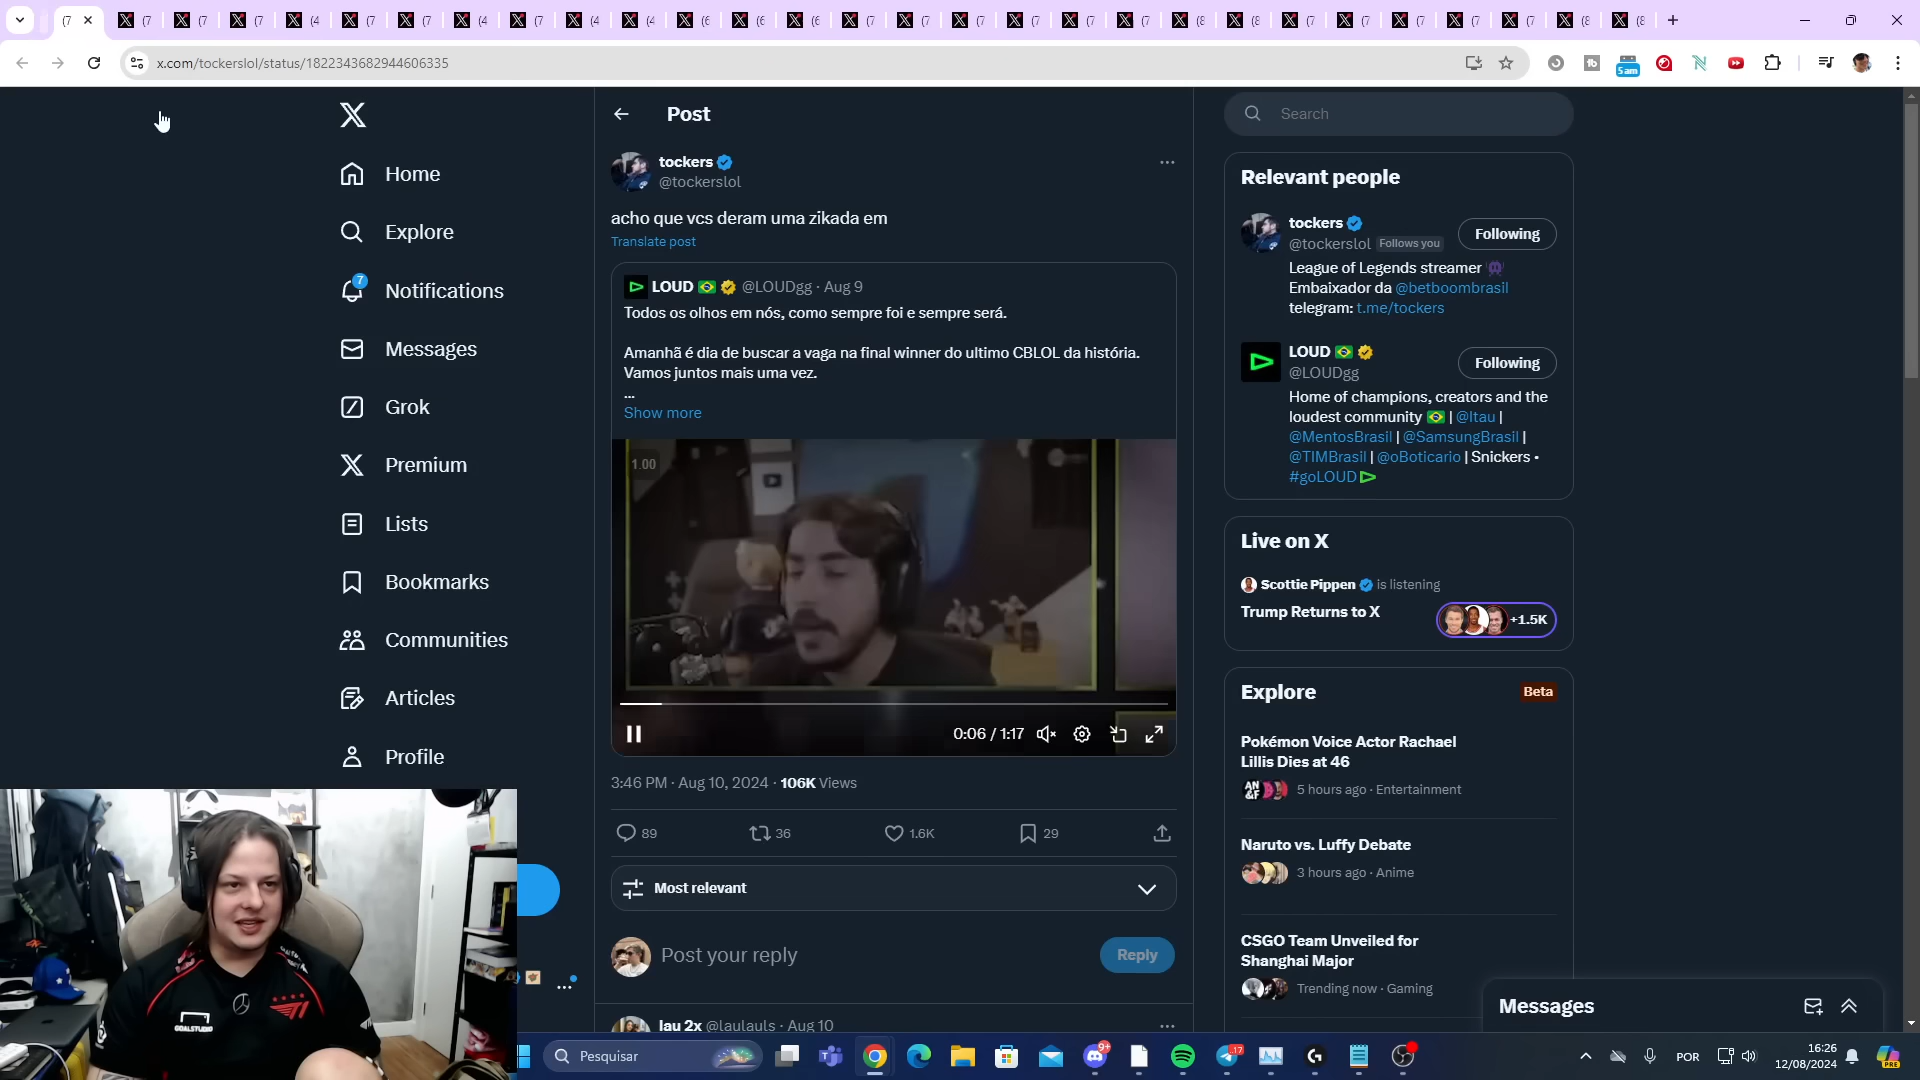 x.com/tockerslol/status/1822343682944606335
5am
Home
Explore
7
Notifications
Messages
Grok
Premium
Lists
Bookmarks
Communities
Articles
Profile
Post
tockers
@tockerslol
acho que vcs deram uma zikada em
Translate post
LOUD @LOUDgg · Aug 9
Todos os olhos em nós, como sempre foi e sempre será.
Amanhã é dia de buscar a vaga na final winner do ultimo CBLOL da história.
Vamos juntos mais uma vez.
...
Show more
1.00
0:06 / 1:17
3:46 PM · Aug 10, 2024 · 106K Views
89
36
1.6K
29
Most relevant
Post your reply
Reply
lau 2x @laulauls · Aug 10
Search
Relevant people
tockers
@tockerslol Follows you
Following
League of Legends streamer
Embaixador da @betboombrasil
telegram: t.me/tockers
LOUD
@LOUDgg
Following
Home of champions, creators and the
loudest community | @Itau |
@MentosBrasil | @SamsungBrasil |
@TIMBrasil | @oBoticario | Snickers •
#goLOUD
Live on X
Scottie Pippen is listening
Trump Returns to X
+1.5K
Explore
Beta
Pokémon Voice Actor Rachael
Lillis Dies at 46
5 hours ago · Entertainment
Naruto vs. Luffy Debate
3 hours ago · Anime
CSGO Team Unveiled for
Shanghai Major
Trending now · Gaming
Messages
GOALSTUDIO
T1
Pesquisar
9+
17
POR
16:26
12/08/2024
PRE